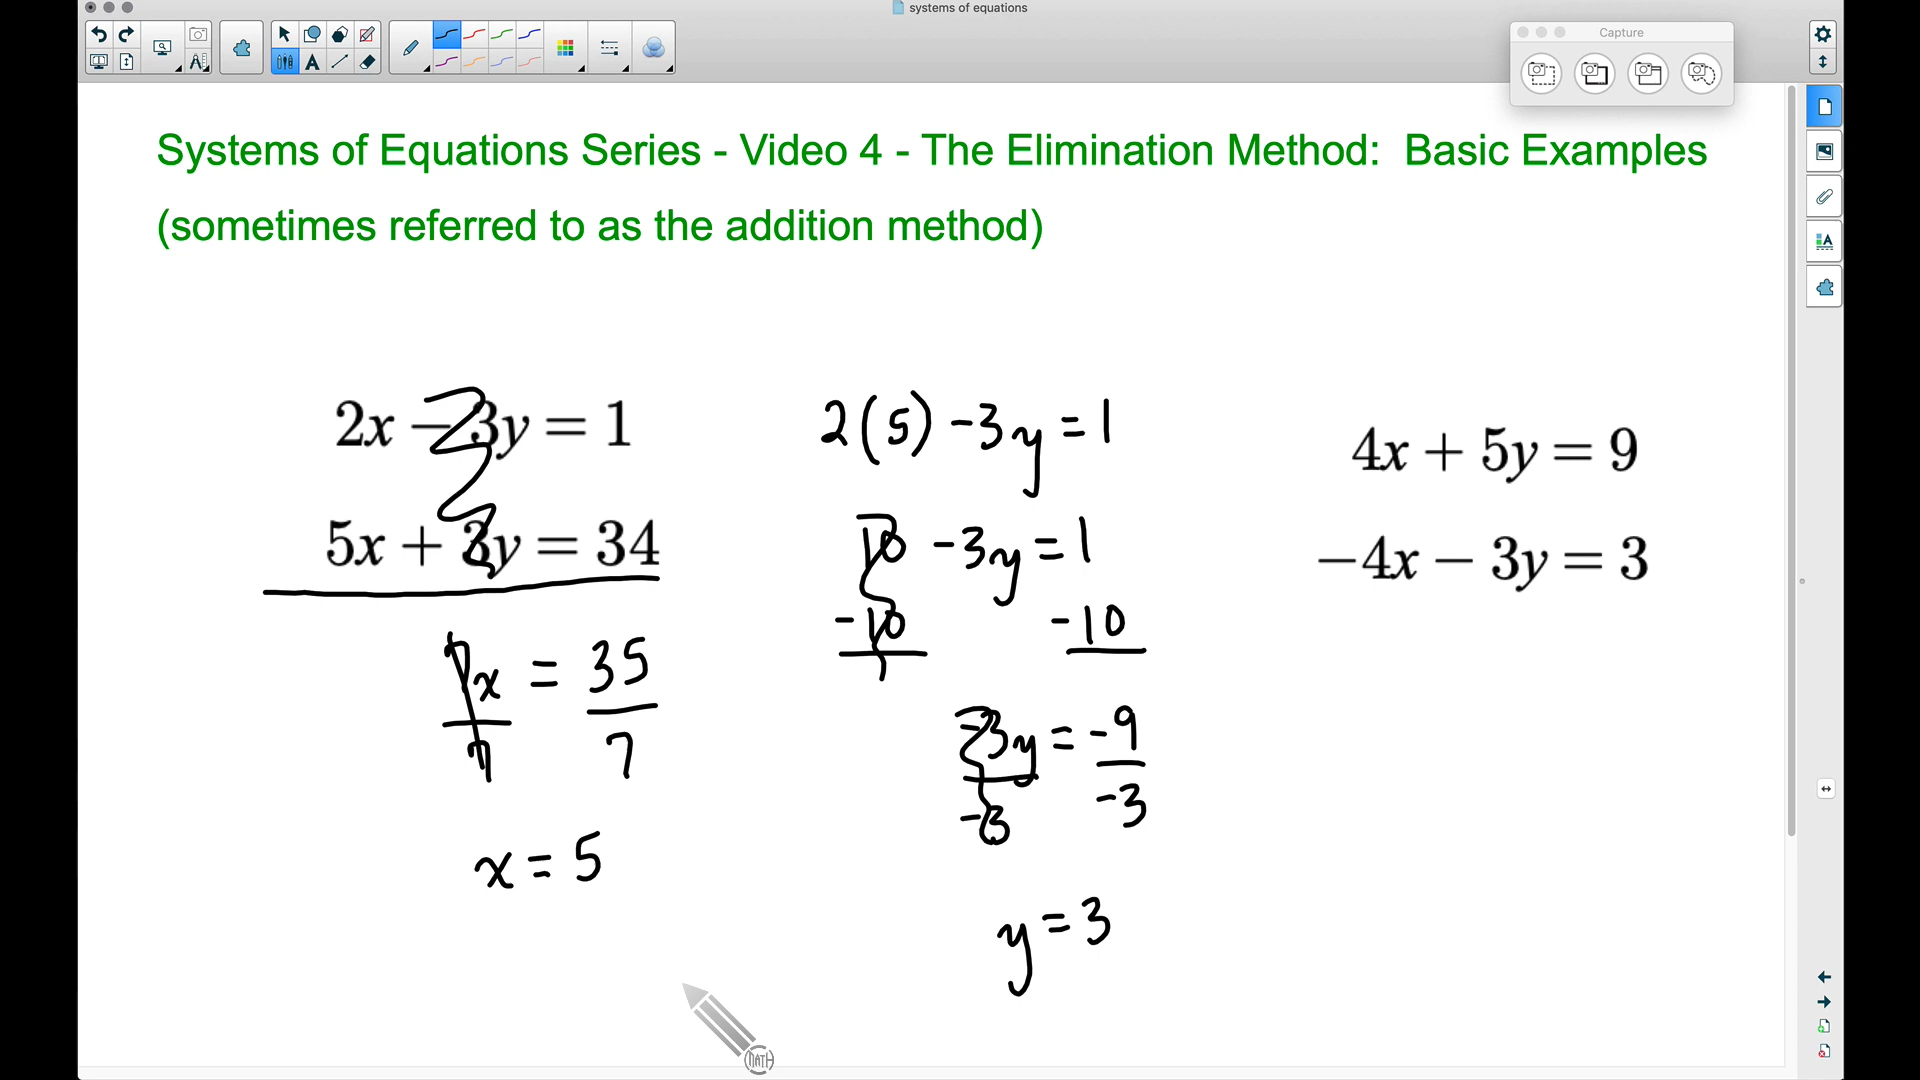 systems of equations
Capture
Systems of Equations Series - Video 4 - The Elimination Method: Basic Examples
(sometimes referred to as the addition method)
2x − 3y = 1
5x + 3y = 34
7x = 35
7 7
x = 5
2(5) -3y = 1
10 -3y = 1
-10 -10
-3y = -9
-3 -3
y = 3
4x + 5y = 9
−4x − 3y = 3
MATH